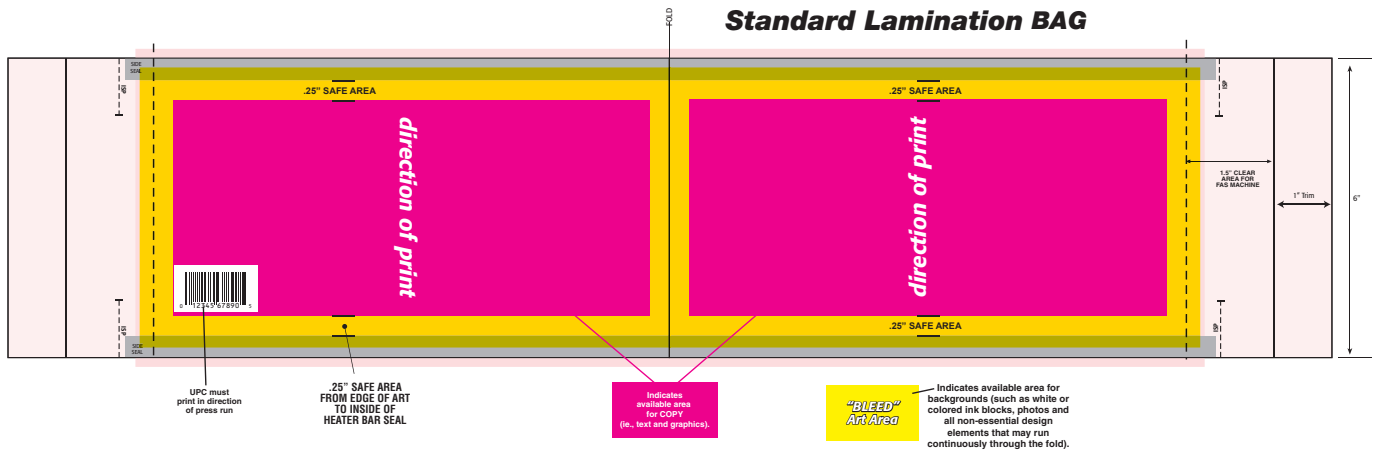 Standard Lamination BAG
FOLD
SIDE
SEAL
.25" SAFE AREA
.25" SAFE AREA
direction of print
direction of print
1.5" CLEAR
AREA FOR
FAS MACHINE
1" Trim
6"
0 12345 67890 5
.25" SAFE AREA
SIDE
SEAL
UPC must
print in direction
of press run
.25" SAFE AREA
FROM EDGE OF ART
TO INSIDE OF
HEATER BAR SEAL
Indicates
available area
for COPY
(ie., text and graphics).
"BLEED"
Art Area
Indicates available area for
backgrounds (such as white or
colored ink blocks, photos and
all non-essential design
elements that may run
continuously through the fold).